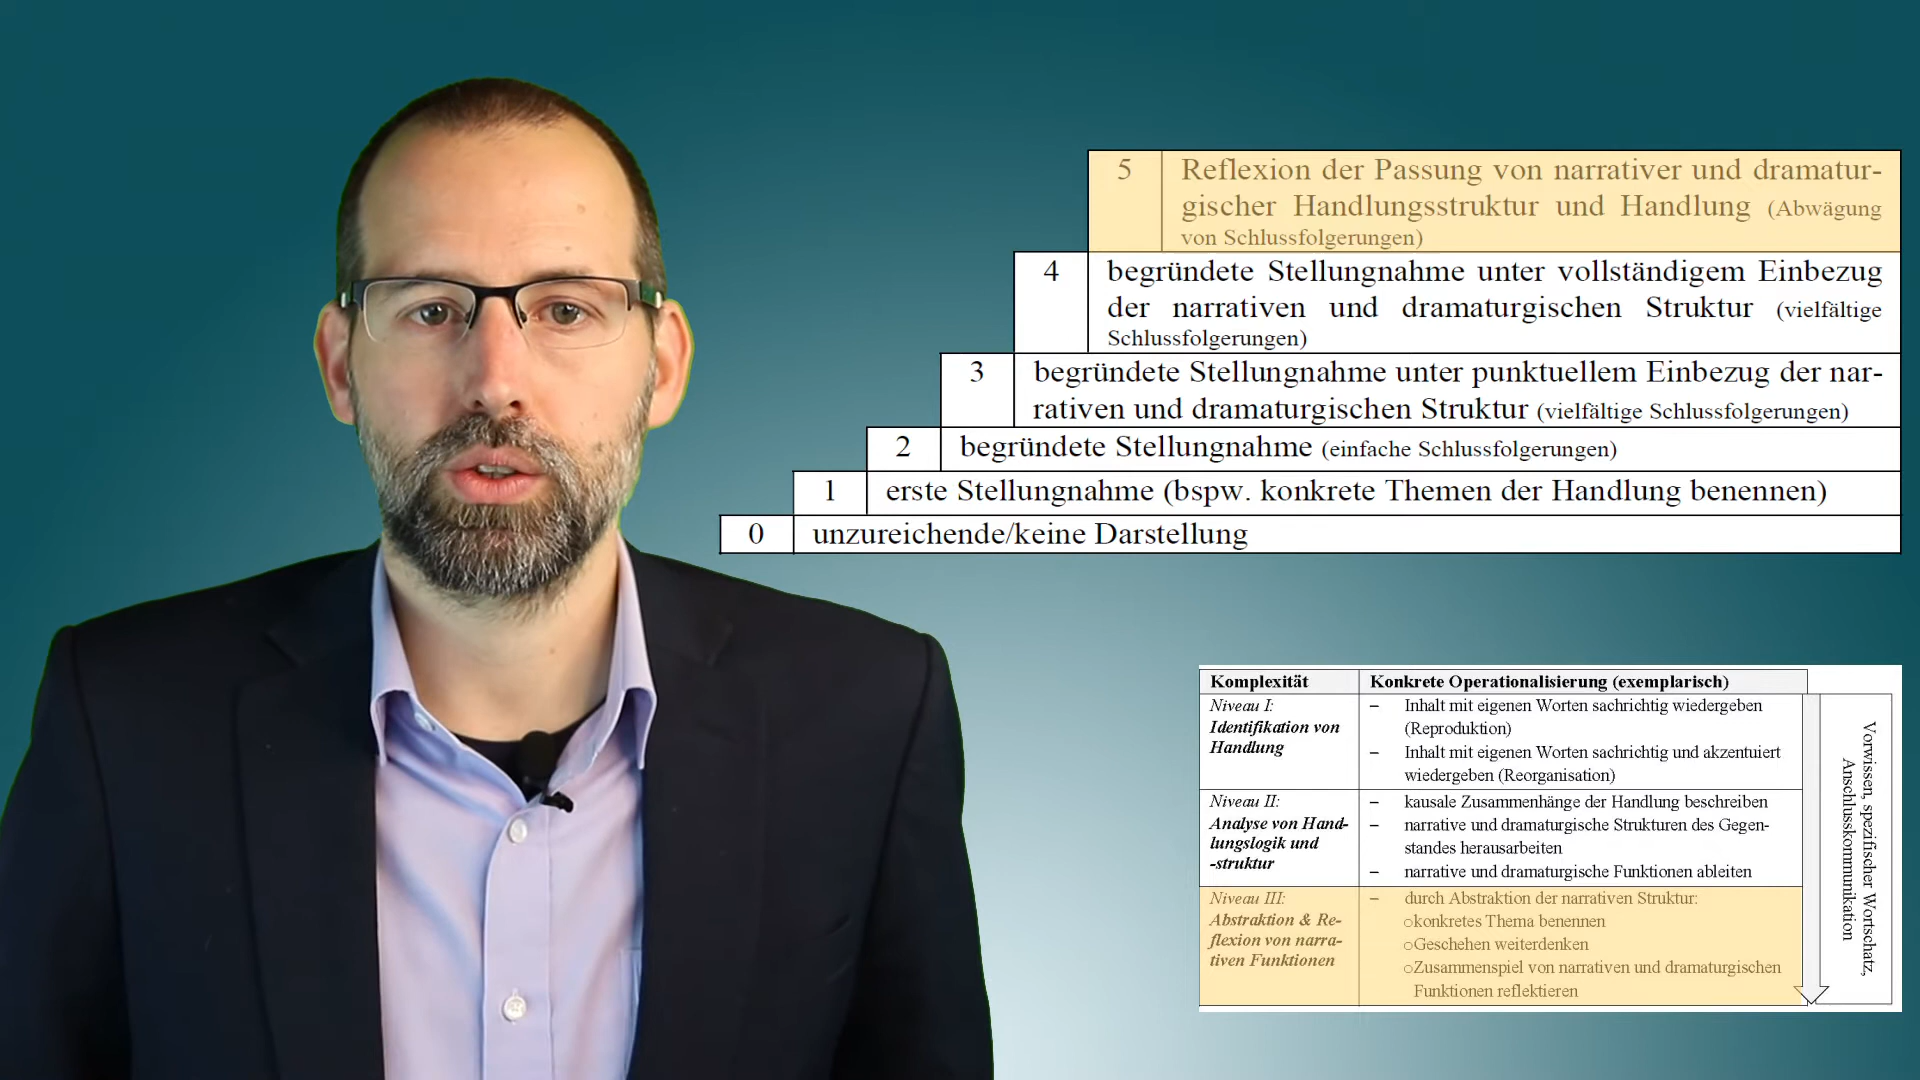 5 Reflexion der Passung von narrativer und dramatur-
gischer Handlungsstruktur und Handlung (Abwägung
von Schlussfolgerungen)
4 begründete Stellungnahme unter vollständigem Einbezug
der narrativen und dramaturgischen Struktur (vielfältige
Schlussfolgerungen)
3 begründete Stellungnahme unter punktuellem Einbezug der nar-
rativen und dramaturgischen Struktur (vielfältige Schlussfolgerungen)
2 begründete Stellungnahme (einfache Schlussfolgerungen)
1 erste Stellungnahme (bspw. konkrete Themen der Handlung benennen)
0 unzureichende/keine Darstellung
Komplexität Konkrete Operationalisierung (exemplarisch)
Niveau I:
Identifikation von
Handlung
– Inhalt mit eigenen Worten sachrichtig wiedergeben
(Reproduktion)
– Inhalt mit eigenen Worten sachrichtig und akzentuiert
wiedergeben (Reorganisation)
Niveau II:
Analyse von Hand-
lungslogik und
-struktur
– kausale Zusammenhänge der Handlung beschreiben
– narrative und dramaturgische Strukturen des Gegen-
standes herausarbeiten
– narrative und dramaturgische Funktionen ableiten
Niveau III:
Abstraktion & Re-
flexion von narra-
tiven Funktionen
– durch Abstraktion der narrativen Struktur:
○konkretes Thema benennen
○Geschehen weiterdenken
○Zusammenspiel von narrativen und dramaturgischen
Funktionen reflektieren
Vorwissen, spezifischer Wortschatz,
Anschlusskommunikation